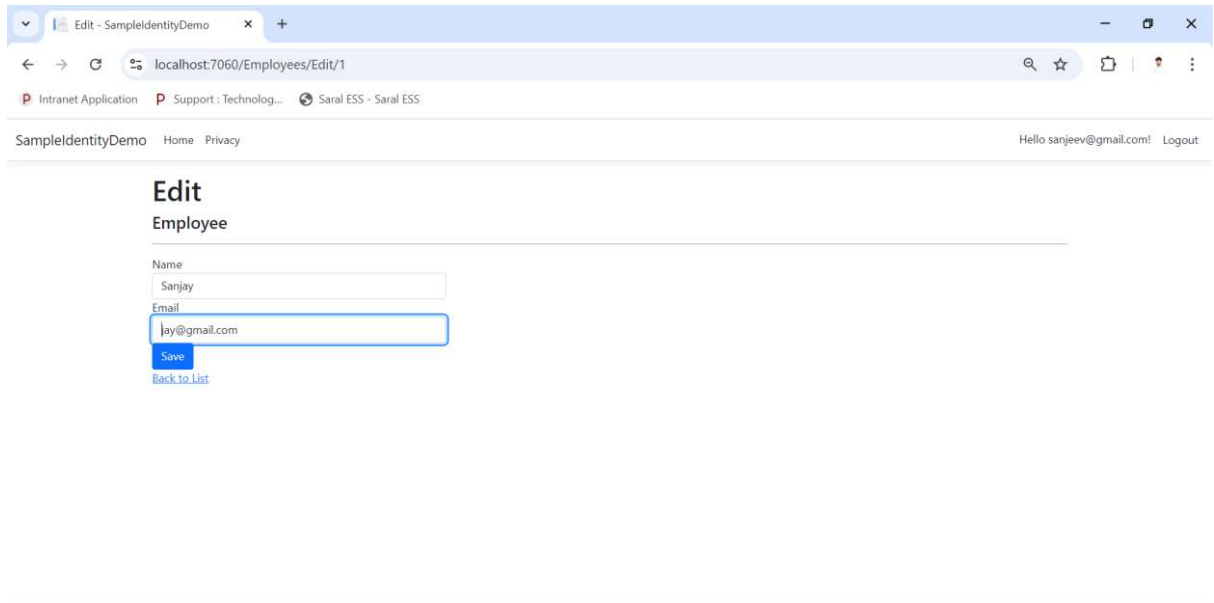 Edit - SampleIdentityDemo
localhost:7060/Employees/Edit/1
Intranet Application Support : Technolog... Saral ESS - Saral ESS
SampleIdentityDemo Home Privacy Hello sanjeev@gmail.com! Logout
Edit
Employee
Name
Sanjay
Email
jay@gmail.com
Save
Back to List